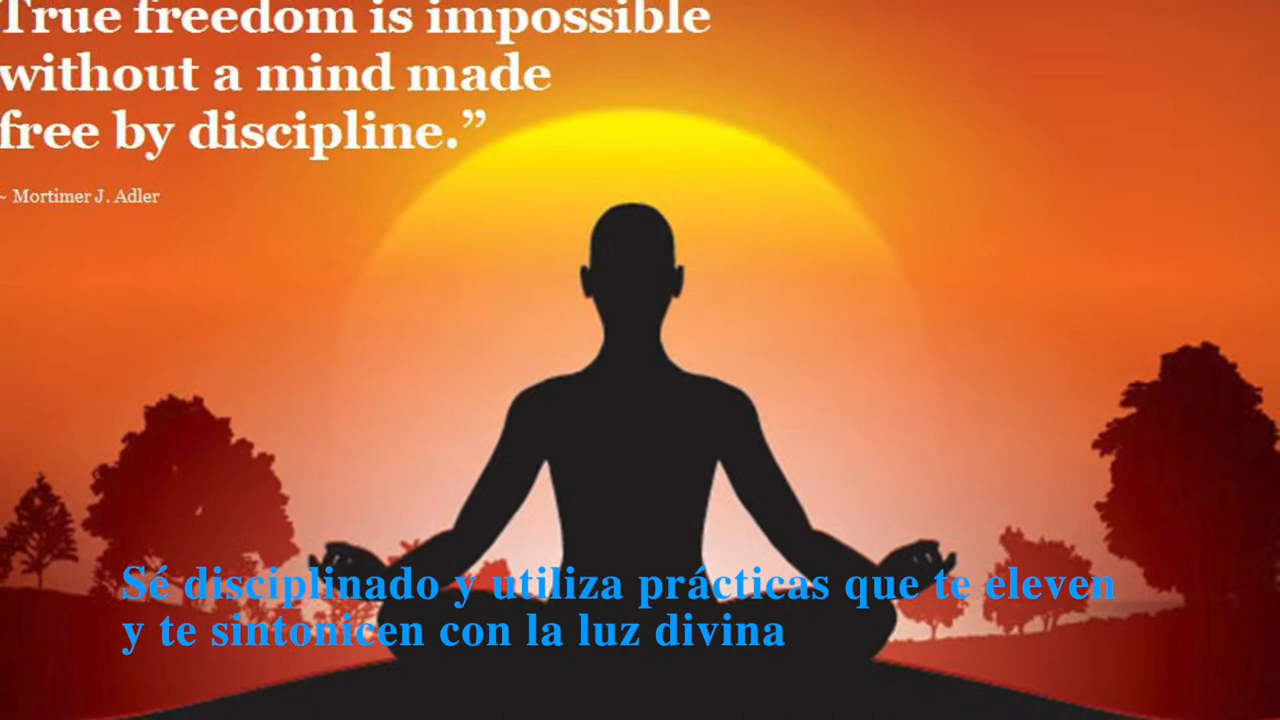 True freedom is impossible
without a mind made
free by discipline.”
~ Mortimer J. Adler
Sé disciplinado y utiliza prácticas que te eleven
y te sintonicen con la luz divina